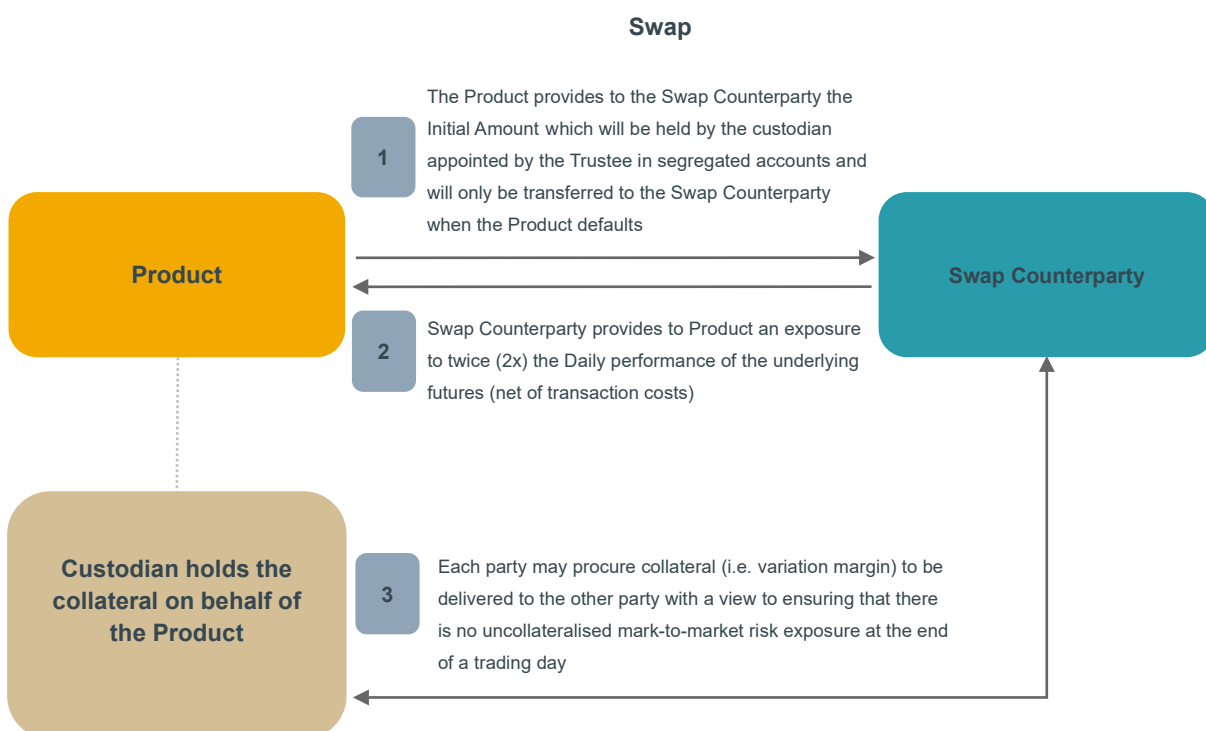 Swap
1
The Product provides to the Swap Counterparty the
Initial Amount which will be held by the custodian
appointed by the Trustee in segregated accounts and
will only be transferred to the Swap Counterparty
when the Product defaults
Product
Swap Counterparty
2
Swap Counterparty provides to Product an exposure
to twice (2x) the Daily performance of the underlying
futures (net of transaction costs)
Custodian holds the
collateral on behalf of
the Product
3
Each party may procure collateral (i.e. variation margin) to be
delivered to the other party with a view to ensuring that there
is no uncollateralised mark-to-market risk exposure at the end
of a trading day